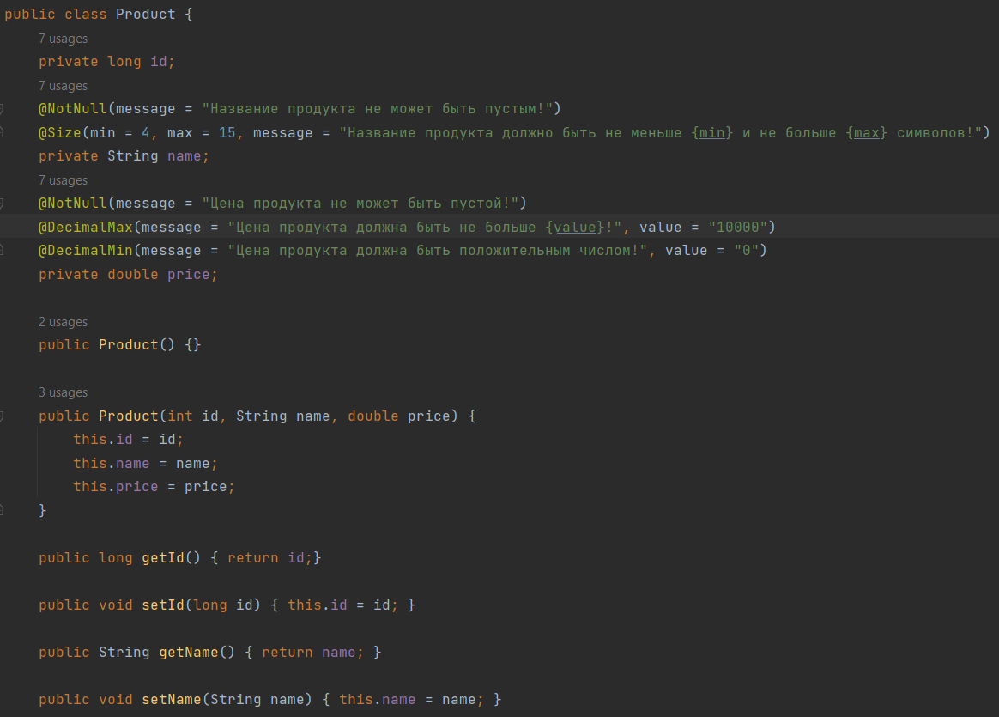 public class Product {
7 usages
private long id;
7 usages
@NotNull(message = "Название продукта не может быть пустым!")
@Size(min = 4, max = 15, message = "Название продукта должно быть не меньше {min} и не больше {max} символов!")
private String name;
7 usages
@NotNull(message = "Цена продукта не может быть пустой!")
@DecimalMax(message = "Цена продукта должна быть не больше {value}!", value = "10000")
@DecimalMin(message = "Цена продукта должна быть положительным числом!", value = "0")
private double price;
2 usages
public Product() {}
3 usages
public Product(int id, String name, double price) {
this.id = id;
this.name = name;
this.price = price;
}
public long getId() { return id;}
public void setId(long id) { this.id = id; }
public String getName() { return name; }
public void setName(String name) { this.name = name; }